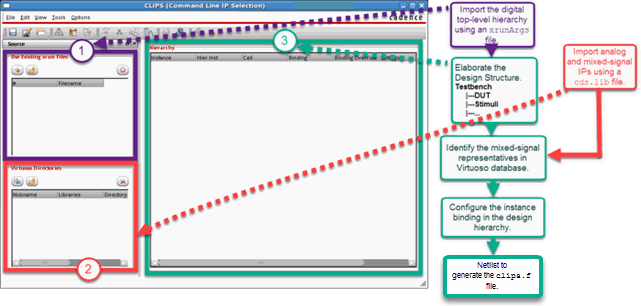 CLIPS (Command Line IP Selection)
File Edit View Tools Options
cadence
Source
Use Existing xrun Files
1
# Filename
Virtuoso Directories
Nickname Libraries Directory
2
Hierarchy
3
Instance Hier inst Cell Binding Binding Override Settings
Import the digital
top-level hierarchy
using an
xrunArgs
file.
Elaborate the
Design Structure.
Testbench
|---DUT
|---Stimuli
|---...
Import analog
and mixed-signal
IPs using a
cds.lib file.
Identify the mixed-signal
representatives in
Virtuoso database.
Configure the instance
binding in the design
hierarchy.
Netlist to
generate the clips.f
file.